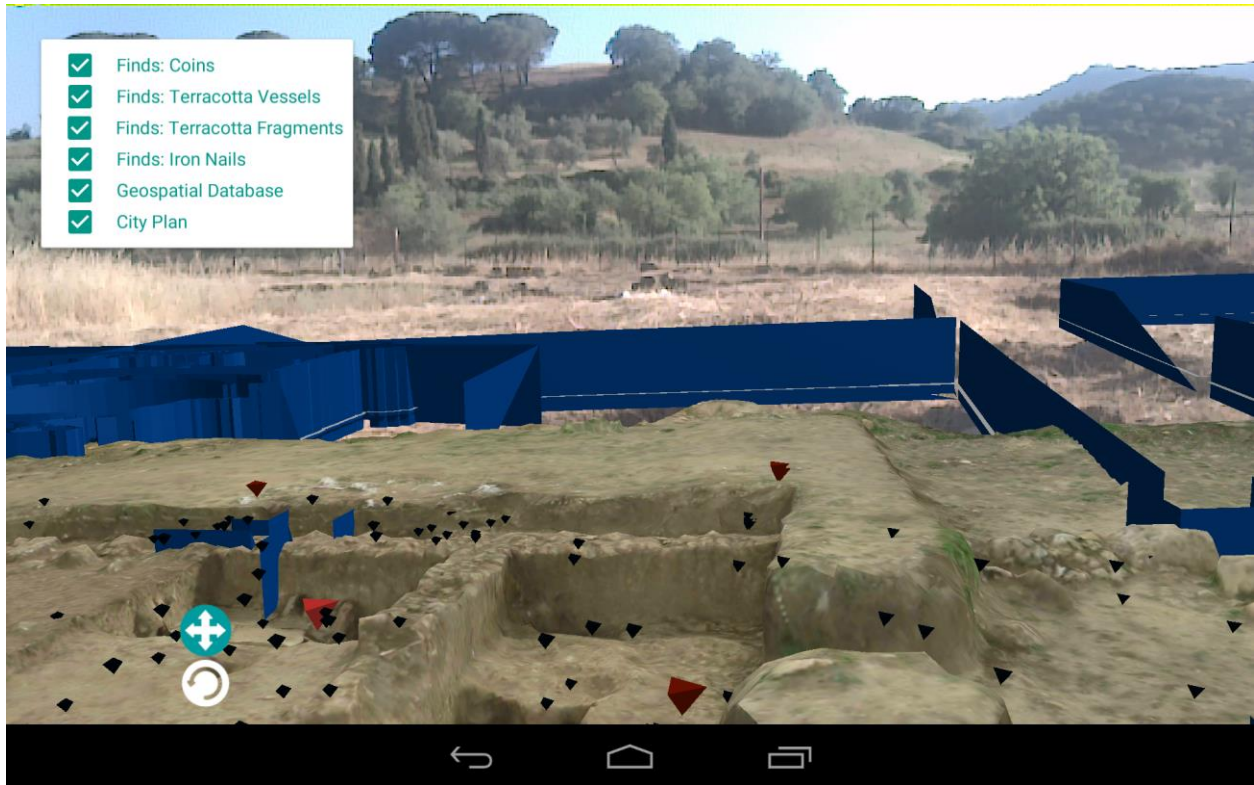 Finds: Coins
Finds: Terracotta Vessels
Finds: Terracotta Fragments
Finds: Iron Nails
Geospatial Database
City Plan